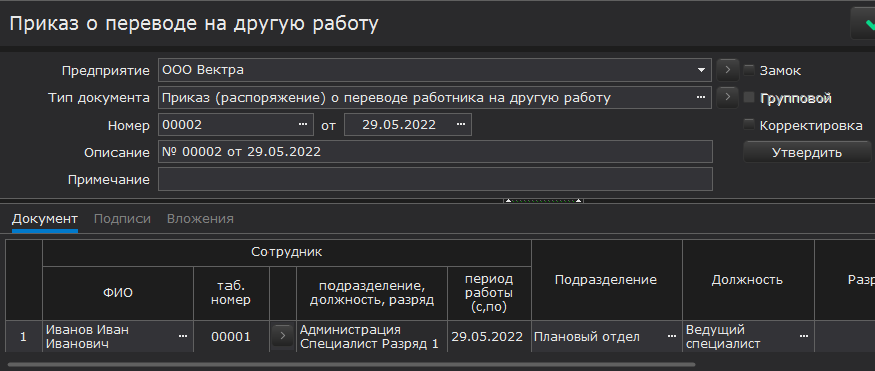 Приказ о переводе на другую работу
Предприятие ООО Вектра Замок
Тип документа Приказ (распоряжение) о переводе работника на другую работу Групповой
Номер 00002 от 29.05.2022 Корректировка
Описание № 00002 от 29.05.2022 Утвердить
Примечание
Документ Подписи Вложения
Сотрудник
ФИО
таб.
номер
подразделение,
должность, разряд
период
работы
(с,по)
Подразделение
Должность
Разр
1
Иванов Иван
Иванович
00001
Администрация
Специалист Разряд 1
29.05.2022
Плановый отдел
Ведущий
специалист